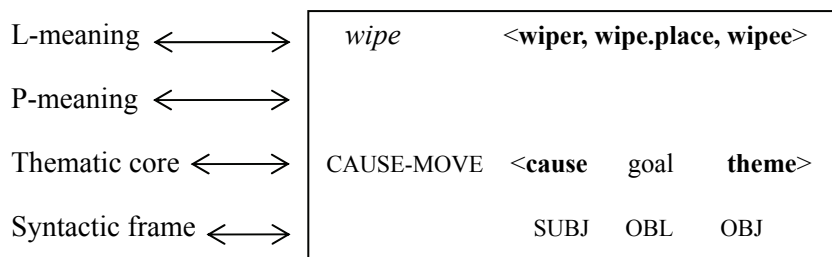 L-meaning wipe <wiper, wipe.place, wipee>
P-meaning
Thematic core CAUSE-MOVE <cause goal theme>
Syntactic frame SUBJ OBL OBJ